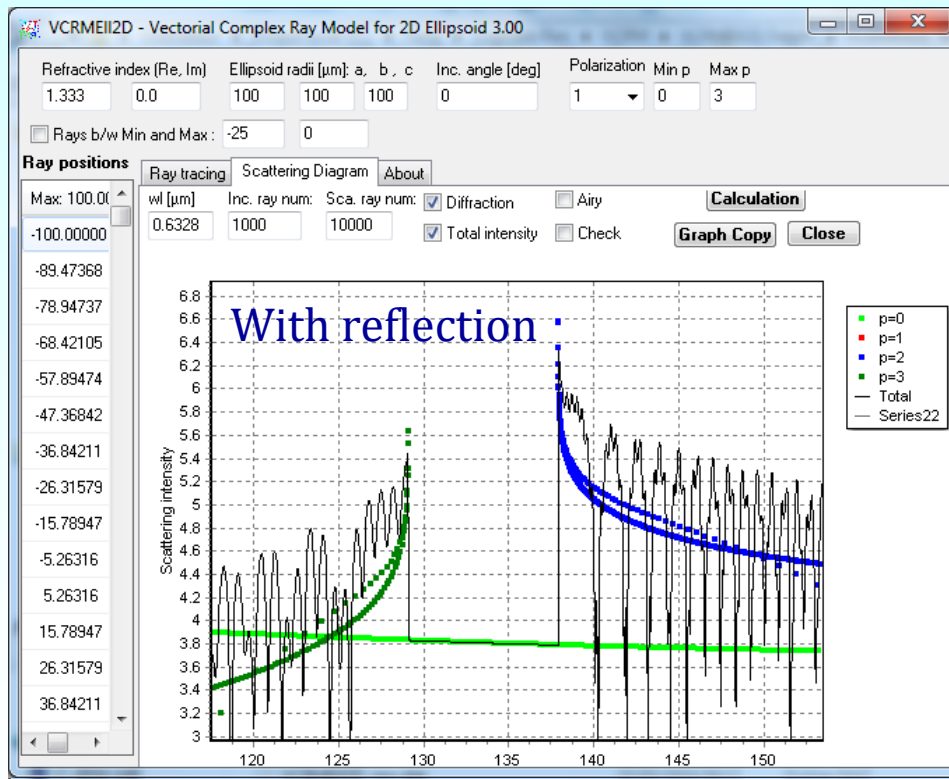 VCRMEll2D - Vectorial Complex Ray Model for 2D Ellipsoid 3.00
Refractive index (Re, Im) Ellipsoid radii [µm]: a, b, c Inc. angle [deg] Polarization Min p Max p
1.333 0.0 100 100 100 0 1 0 3
Rays b/w Min and Max : -25 0
Ray positions
Ray tracing Scattering Diagram About
Max: 100.00
-100.00000
-89.47368
-78.94737
-68.42105
-57.89474
-47.36842
-36.84211
-26.31579
-15.78947
-5.26316
5.26316
15.78947
26.31579
36.84211
wl [µm] Inc. ray num: Sca. ray num: Diffraction Airy Calculation
0.6328 1000 10000 Total intensity Check Graph Copy Close
With reflection
Scattering intensity
6.8
6.6
6.4
6.2
6
5.8
5.6
5.4
5.2
5
4.8
4.6
4.4
4.2
4
3.8
3.6
3.4
3.2
3
120 125 130 135 140 145 150
p=0
p=1
p=2
p=3
Total
Series22